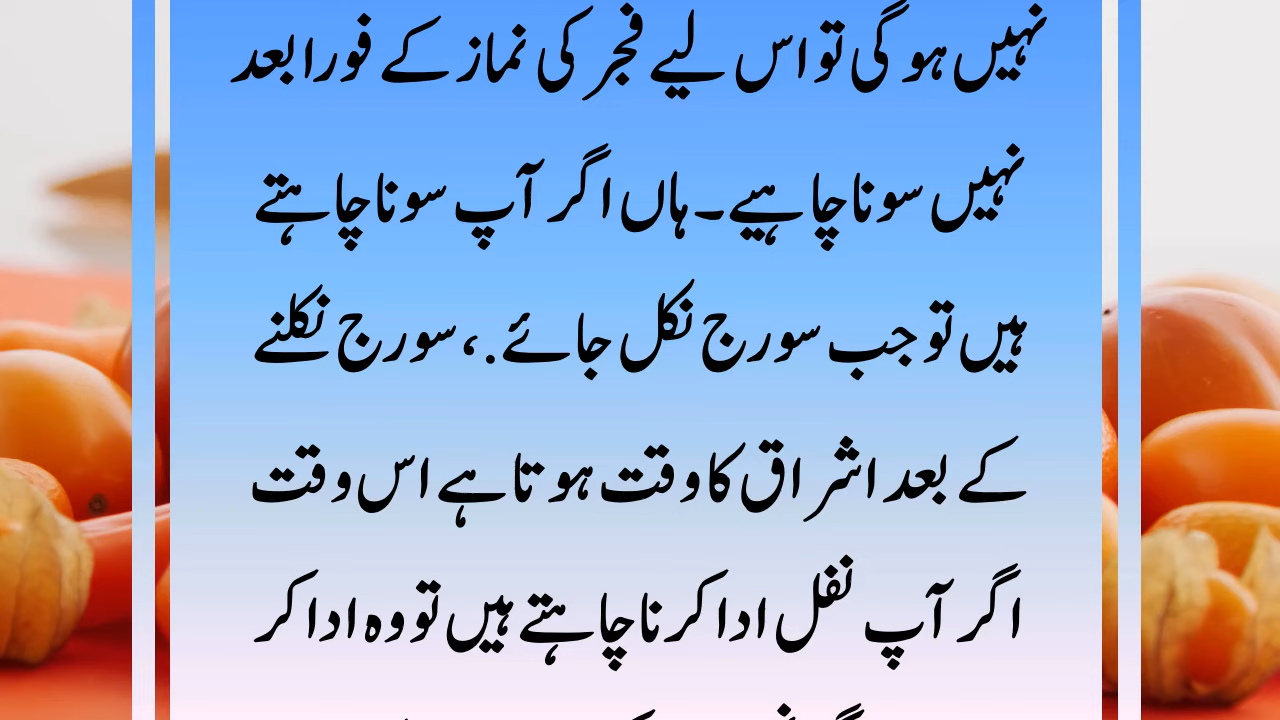 نہیں ہوگی تو اس لیے فجر کی نماز کے فورا بعد
نہیں سونا چاہیے۔ ہاں اگر آپ سونا چاہتے
ہیں تو جب سورج نکل جائے.، سورج نکلنے
کے بعد اشراق کا وقت ہوتا ہے اس وقت
اگر آپ نفل ادا کرنا چاہتے ہیں تو وہ ادا کر